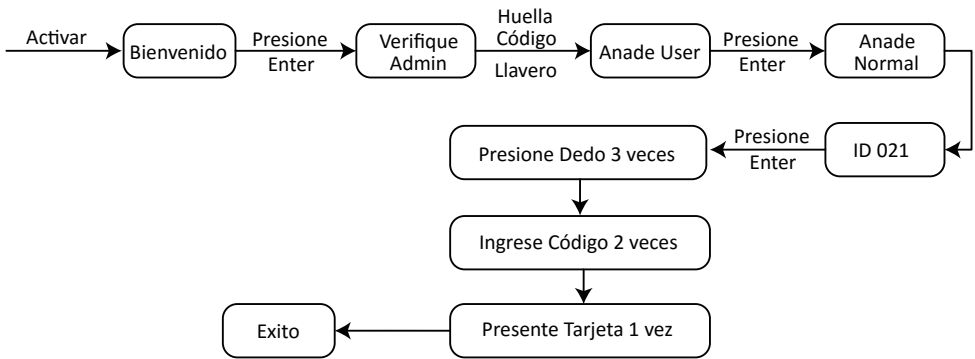 Activar
Bienvenido
Presione
Enter
Verifique
Admin
Huella
Código
Llavero
Anade User
Presione
Enter
Anade
Normal
ID 021
Presione
Enter
Presione Dedo 3 veces
Ingrese Código 2 veces
Presente Tarjeta 1 vez
Exito